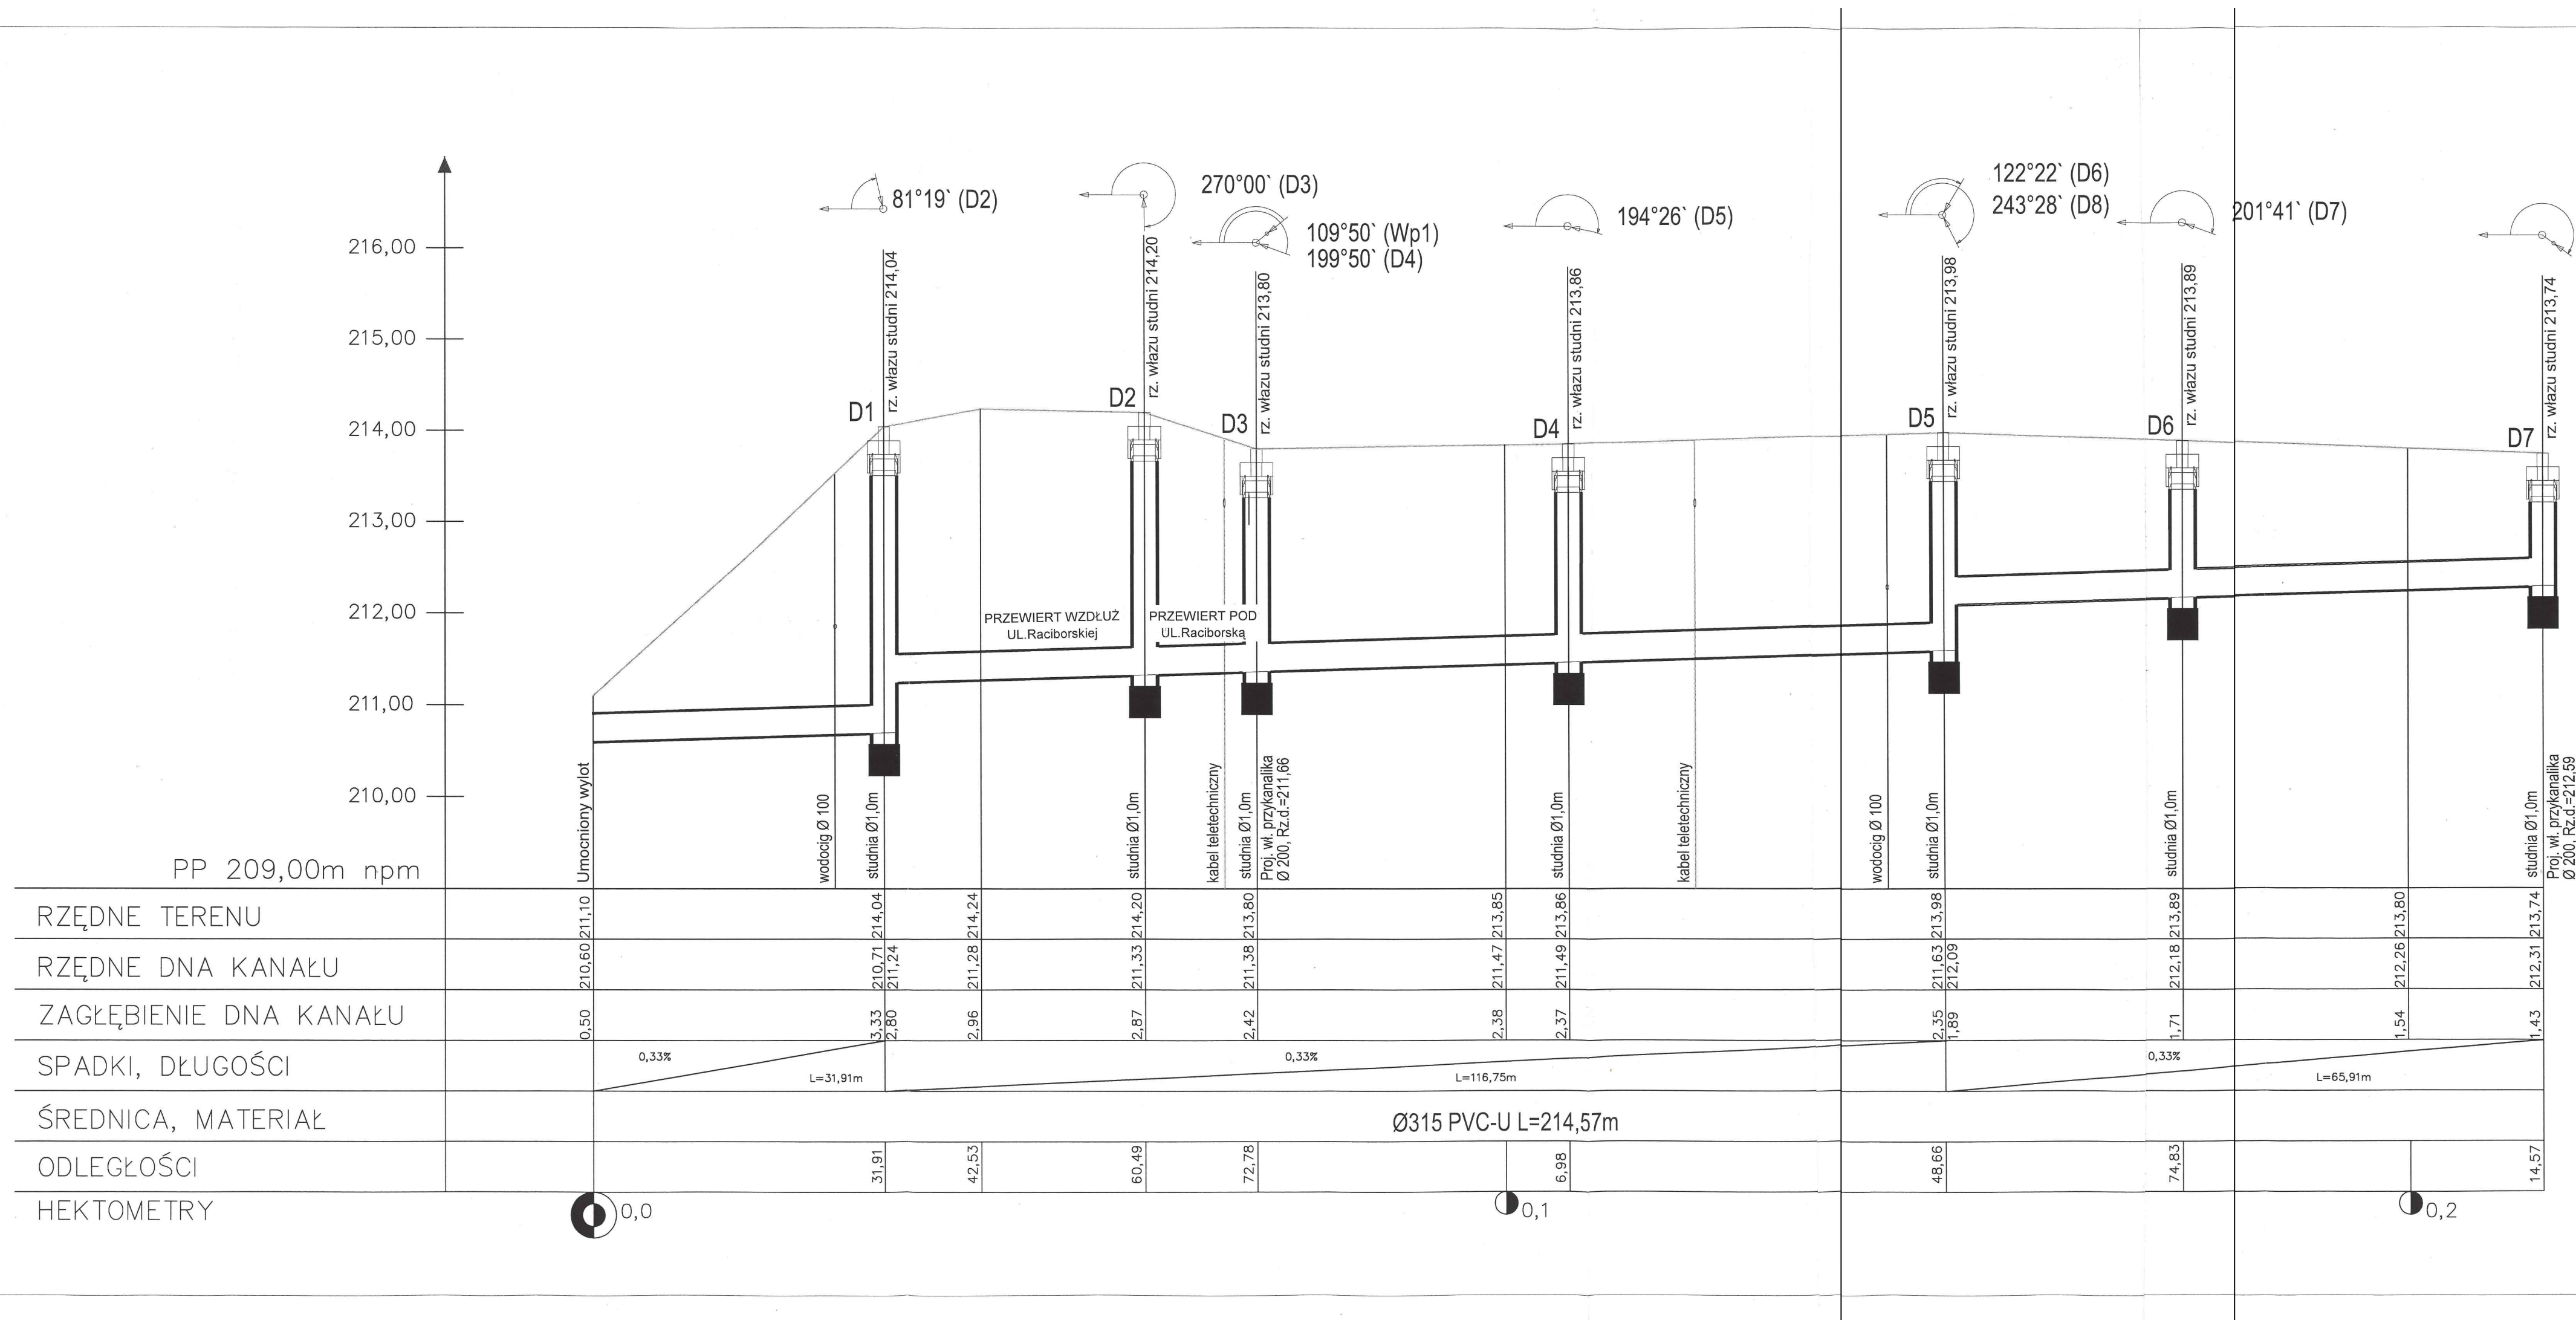 81°19` (D2)
270°00` (D3)
109°50` (Wp1)
199°50` (D4)
194°26` (D5)
122°22` (D6)
243°28` (D8)
201°41` (D7)
216,00
215,00
214,00
213,00
212,00
211,00
210,00
PP 209,00m npm
D1
rz. włazu studni 214,04
D2
rz. włazu studni 214,20
D3
rz. włazu studni 213,80
D4
rz. włazu studni 213,86
D5
rz. włazu studni 213,98
D6
rz. włazu studni 213,89
D7
rz. włazu studni 213,74
PRZEWIERT WZDŁUŻ
UL.Raciborskiej
PRZEWIERT POD
UL.Raciborską
Umocniony wylot
wodocig Ø 100
studnia Ø1,0m
studnia Ø1,0m
kabel teletechniczny
studnia Ø1,0m
Proj. wł. przykanalika
Ø 200, Rz.d.=211,66
studnia Ø1,0m
kabel teletechniczny
wodocig Ø 100
studnia Ø1,0m
studnia Ø1,0m
studnia Ø1,0m
Proj. wł. przykanalika
Ø 200, Rz.d.=212,59
RZĘDNE TERENU
211,10 214,04 214,24 214,20 213,80 213,85 213,86 213,98 213,89 213,80 213,74
RZĘDNE DNA KANAŁU
210,60 210,71 211,24 211,28 211,33 211,38 211,47 211,49 211,63 212,09 212,18 212,26 212,31
ZAGŁĘBIENIE DNA KANAŁU
0,50 3,33 2,80 2,96 2,87 2,42 2,38 2,37 2,35 1,89 1,71 1,54 1,43
SPADKI, DŁUGOŚCI
0,33% 0,33% 0,33%
L=31,91m L=116,75m L=65,91m
ŚREDNICA, MATERIAŁ
Ø315 PVC-U L=214,57m
ODLEGŁOŚCI
31,91 42,53 60,49 72,78 6,98 48,66 74,83 14,57
HEKTOMETRY
0,0 0,1 0,2